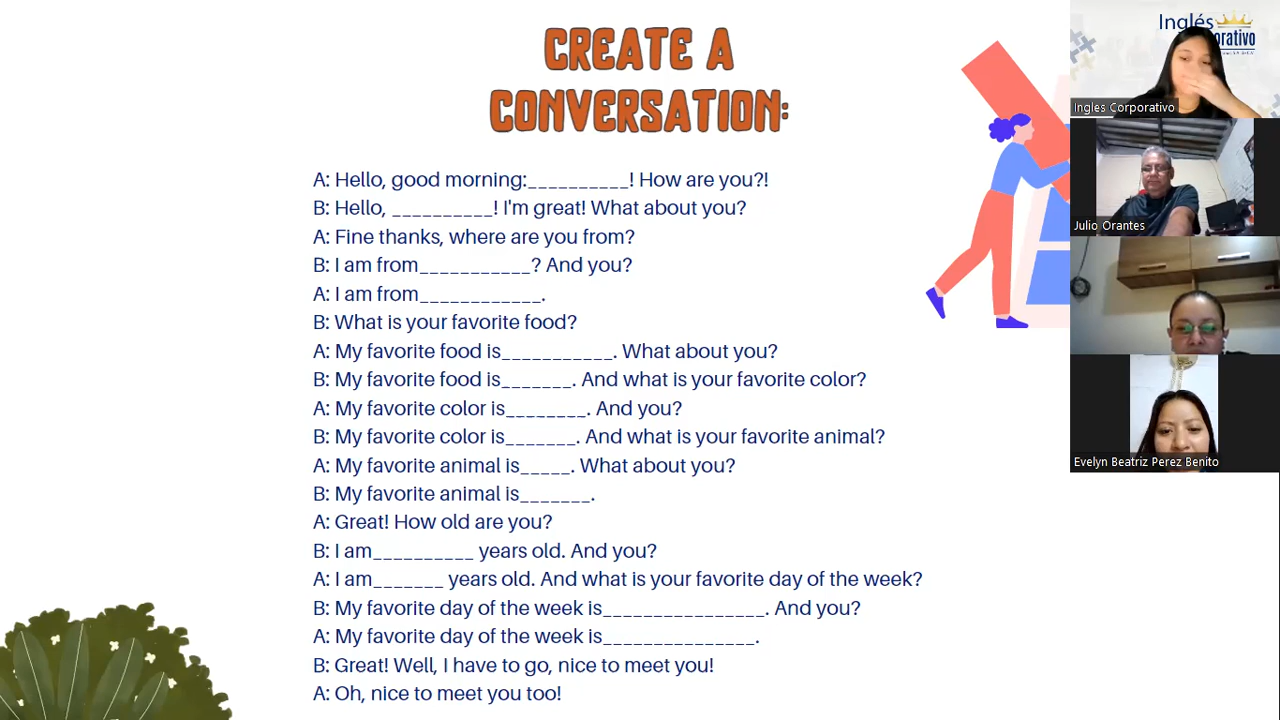 CREATE A
CONVERSATION:
A: Hello, good morning:__________! How are you?!
B: Hello, __________! I'm great! What about you?
A: Fine thanks, where are you from?
B: I am from___________? And you?
A: I am from____________.
B: What is your favorite food?
A: My favorite food is___________. What about you?
B: My favorite food is_______. And what is your favorite color?
A: My favorite color is________. And you?
B: My favorite color is_______. And what is your favorite animal?
A: My favorite animal is_____. What about you?
B: My favorite animal is_______.
A: Great! How old are you?
B: I am__________ years old. And you?
A: I am_______ years old. And what is your favorite day of the week?
B: My favorite day of the week is________________. And you?
A: My favorite day of the week is_______________.
B: Great! Well, I have to go, nice to meet you!
A: Oh, nice to meet you too!
Inglés
Ingles Corporativo
Julio Orantes
Evelyn Beatriz Perez Benito